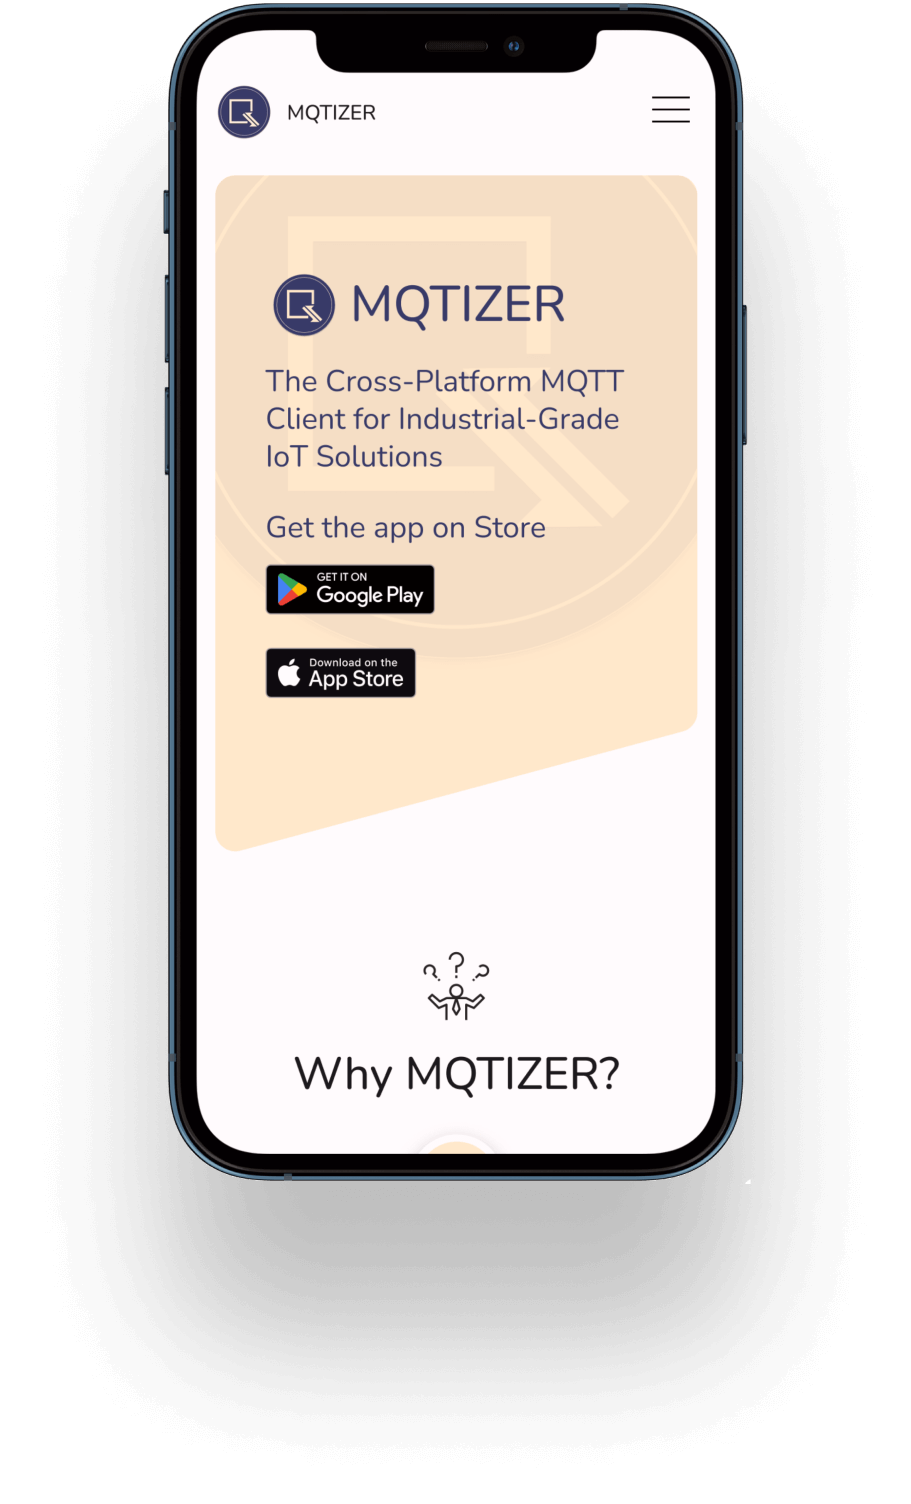 MQTIZER
MQTIZER
The Cross-Platform MQTT
Client for Industrial-Grade
IoT Solutions
Get the app on Store
GET IT ON
Google Play
Download on the
App Store
? ? ?
Why MQTIZER?